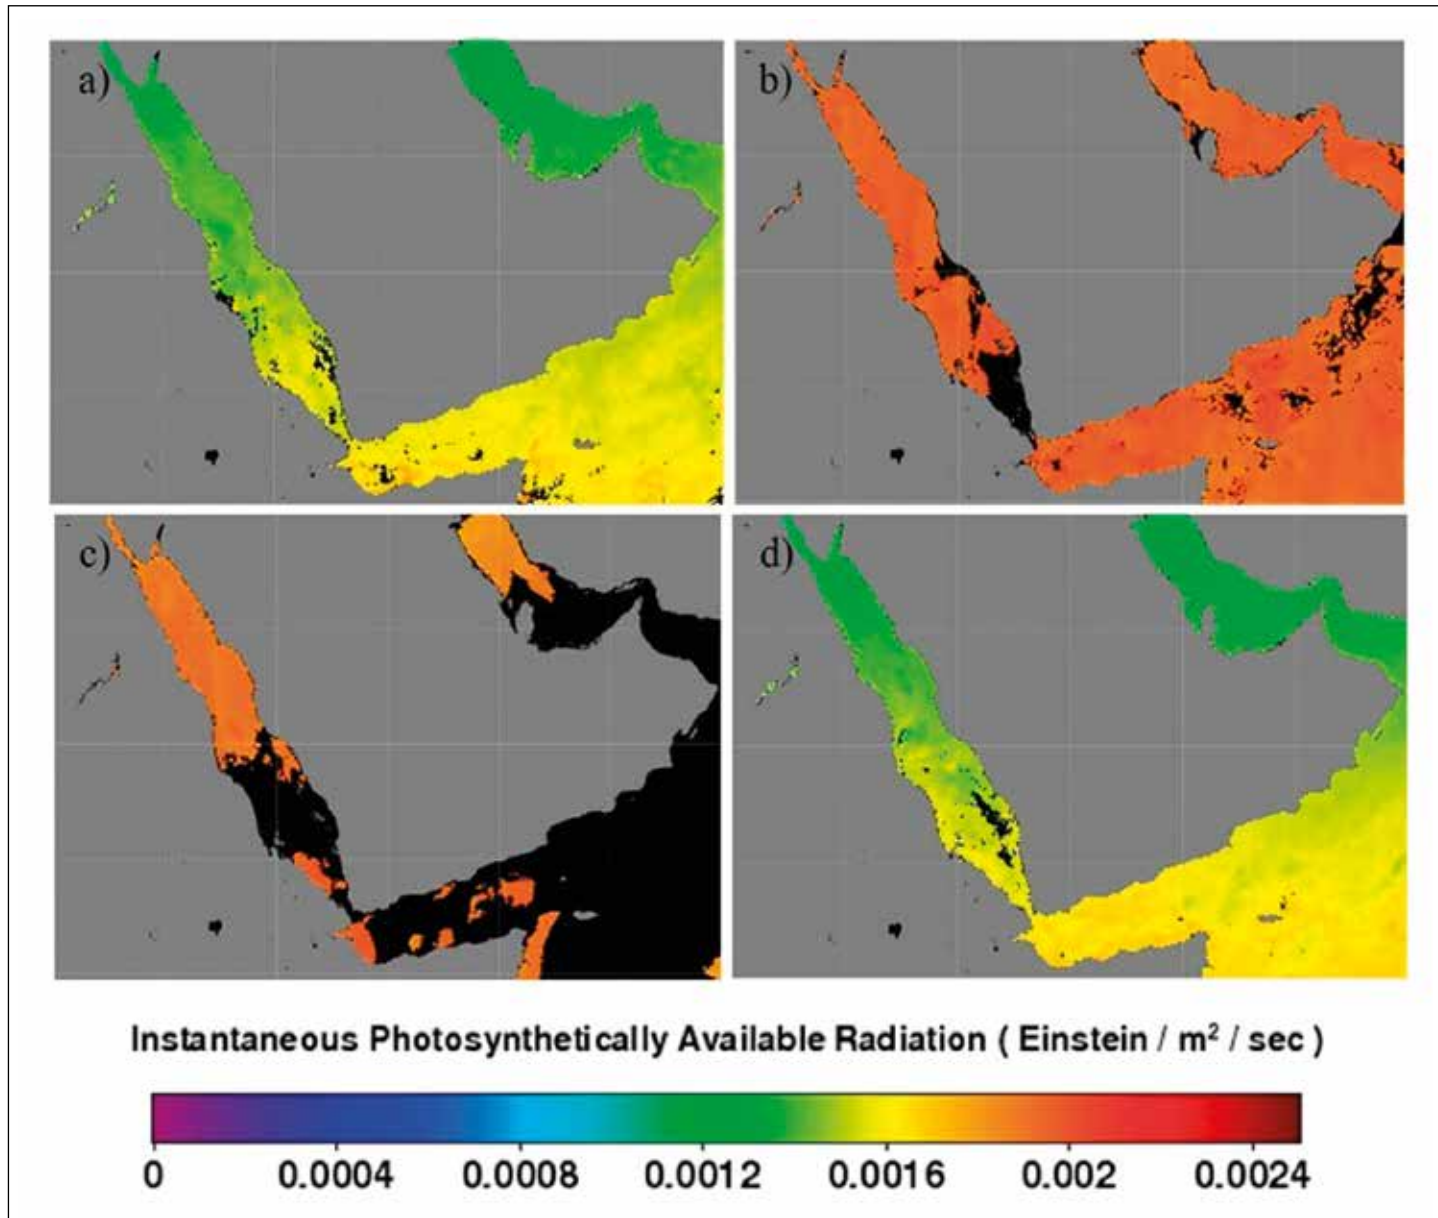 a)
b)
c)
d)
Instantaneous Photosynthetically Available Radiation ( Einstein / m² / sec )
0 0.0004 0.0008 0.0012 0.0016 0.002 0.0024